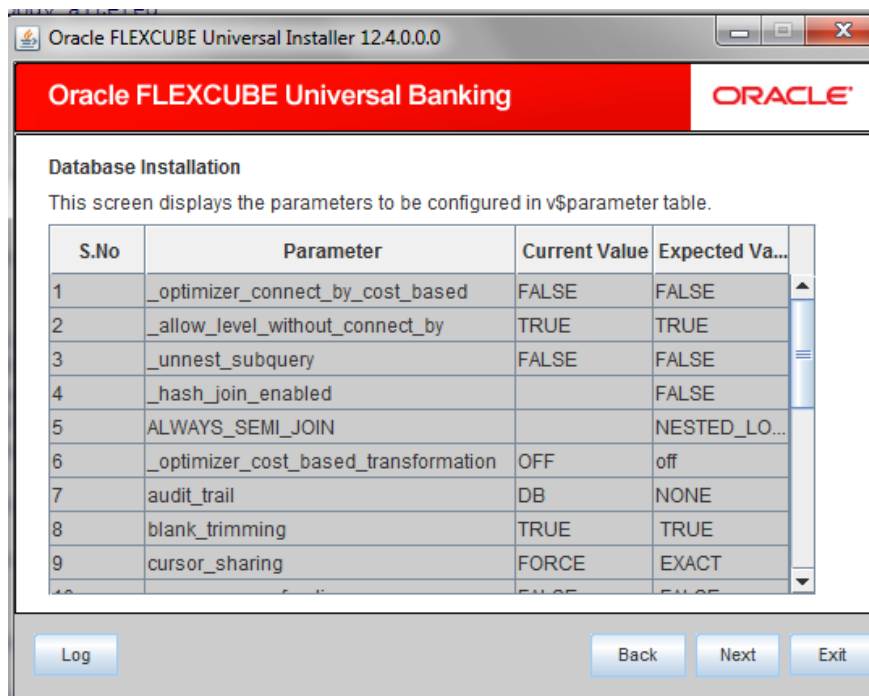 Oracle FLEXCUBE Universal Installer 12.4.0.0.0
Oracle FLEXCUBE Universal Banking
ORACLE
Database Installation
This screen displays the parameters to be configured in v$parameter table.
S.No Parameter Current Value Expected Va...
1 _optimizer_connect_by_cost_based FALSE FALSE
2 _allow_level_without_connect_by TRUE TRUE
3 _unnest_subquery FALSE FALSE
4 _hash_join_enabled FALSE
5 ALWAYS_SEMI_JOIN NESTED_LO...
6 _optimizer_cost_based_transformation OFF off
7 audit_trail DB NONE
8 blank_trimming TRUE TRUE
9 cursor_sharing FORCE EXACT
Log Back Next Exit